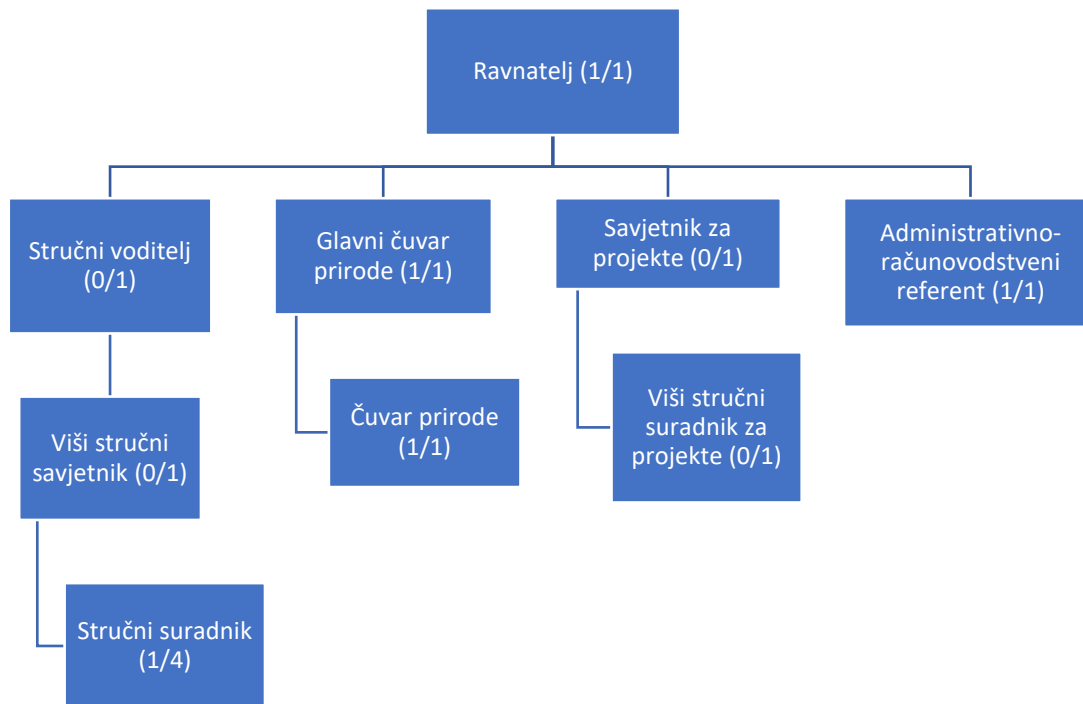 Ravnatelj (1/1)
Stručni voditelj
(0/1)
Glavni čuvar
prirode (1/1)
Savjetnik za
projekte (0/1)
Administrativno-
računovodstveni
referent (1/1)
Viši stručni
savjetnik (0/1)
Čuvar prirode
(1/1)
Viši stručni
suradnik za
projekte (0/1)
Stručni suradnik
(1/4)